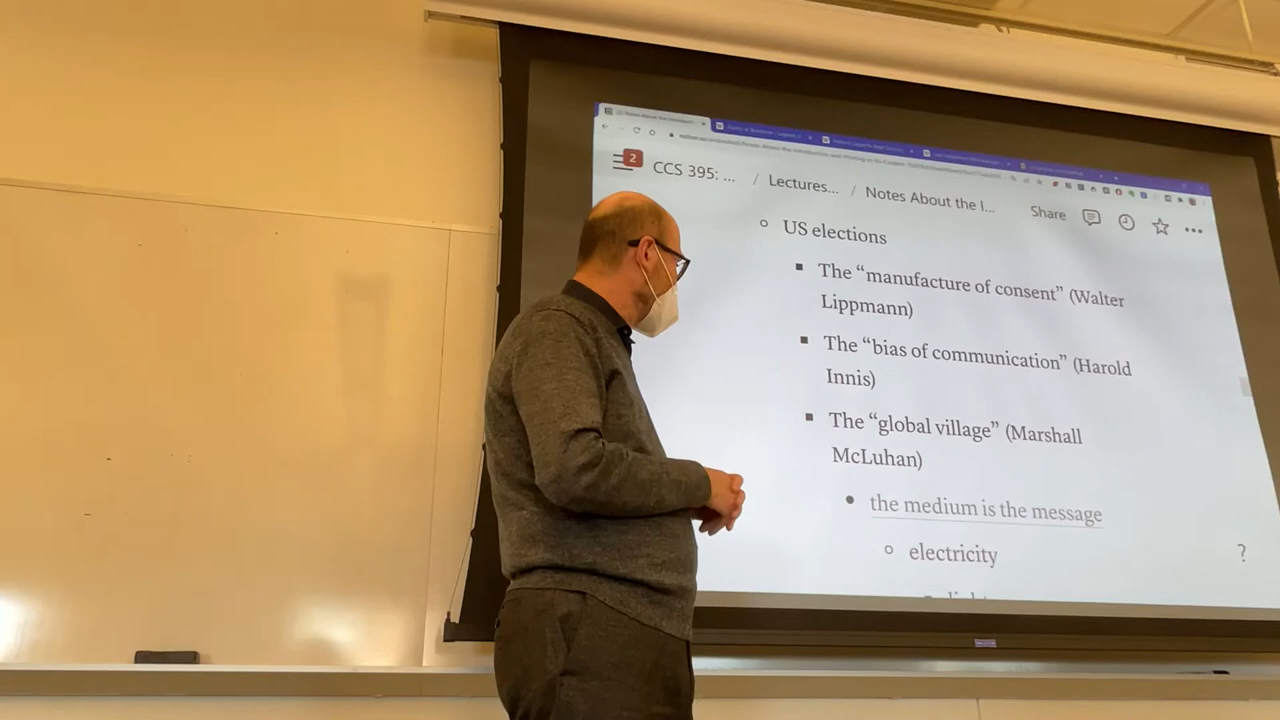 2
CCS 395: ... / Lectures... / Notes About the I... Share
US elections
The “manufacture of consent” (Walter
Lippmann)
The “bias of communication” (Harold
Innis)
The “global village” (Marshall
McLuhan)
the medium is the message
electricity
?